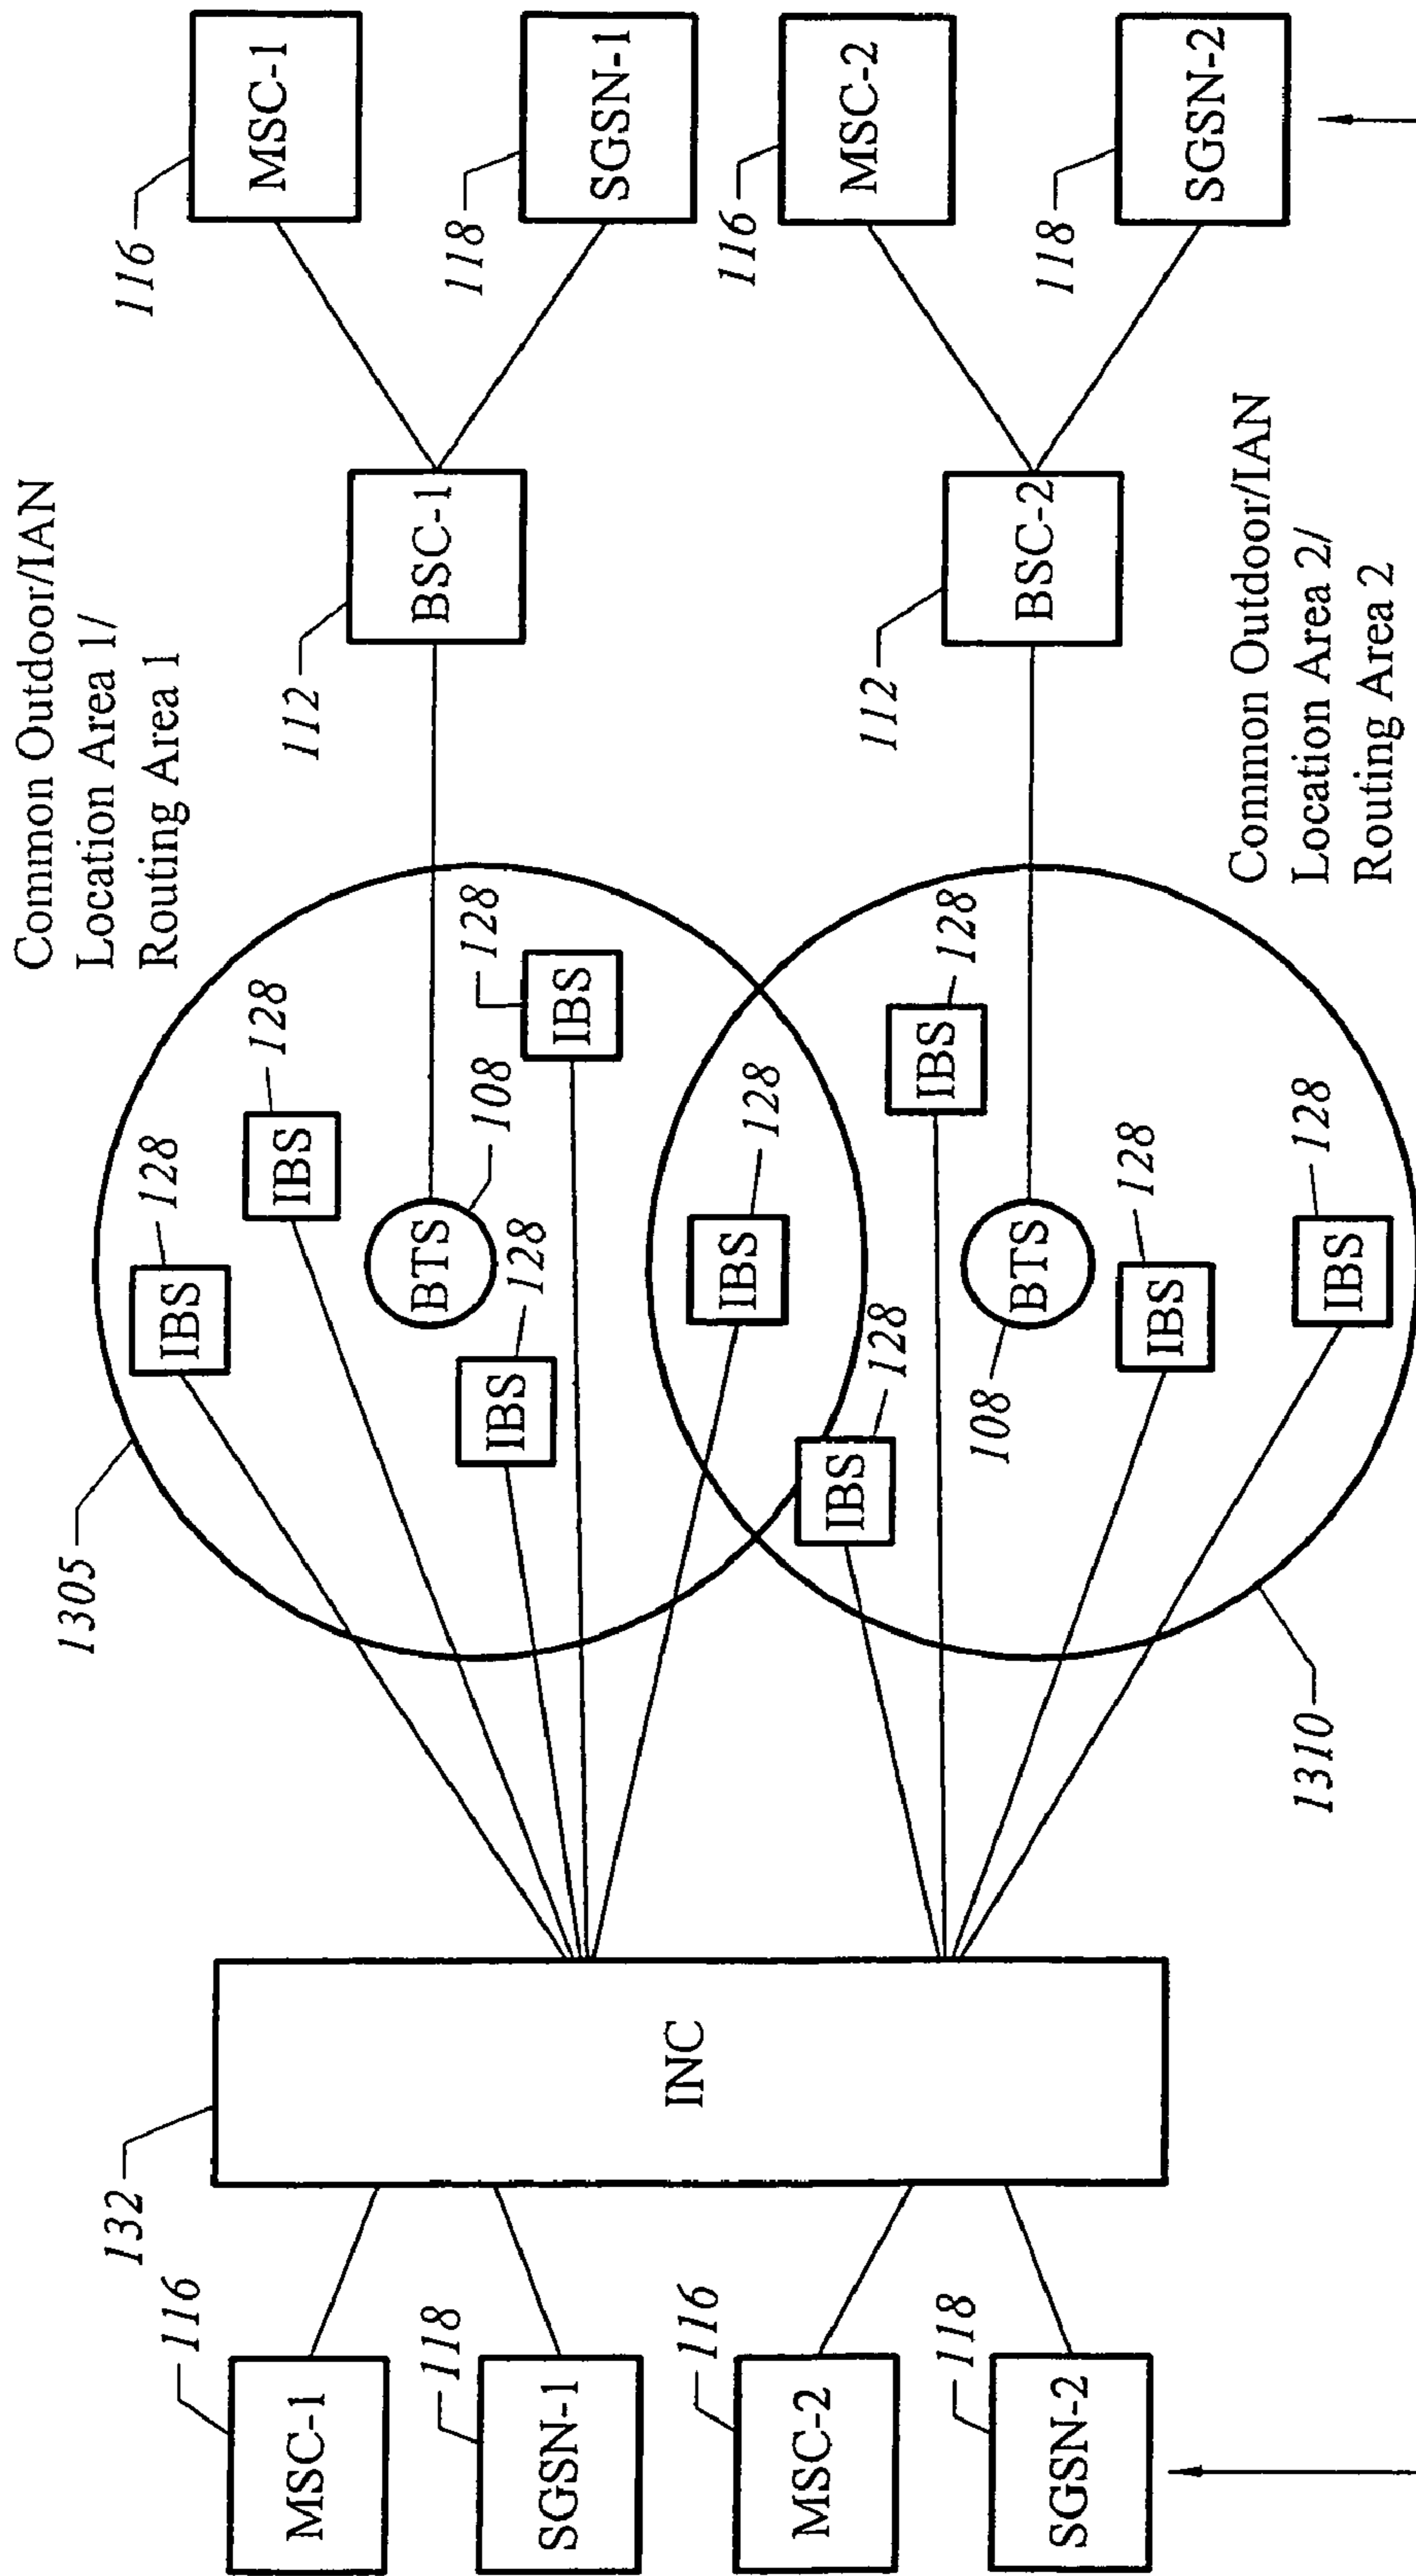 116
MSC-1
118
SGSN-1
116
MSC-2
118
SGSN-2
132
INC
1305
128
IBS
128
IBS
BTS
108
128
IBS
128
IBS
128
IBS
Common Outdoor/IAN
Location Area 1/
Routing Area 1
112
BSC-1
116
MSC-1
118
SGSN-1
1310
128
IBS
128
IBS
108
BTS
128
IBS
128
IBS
112
BSC-2
Common Outdoor/IAN
Location Area 2/
Routing Area 2
116
MSC-2
118
SGSN-2